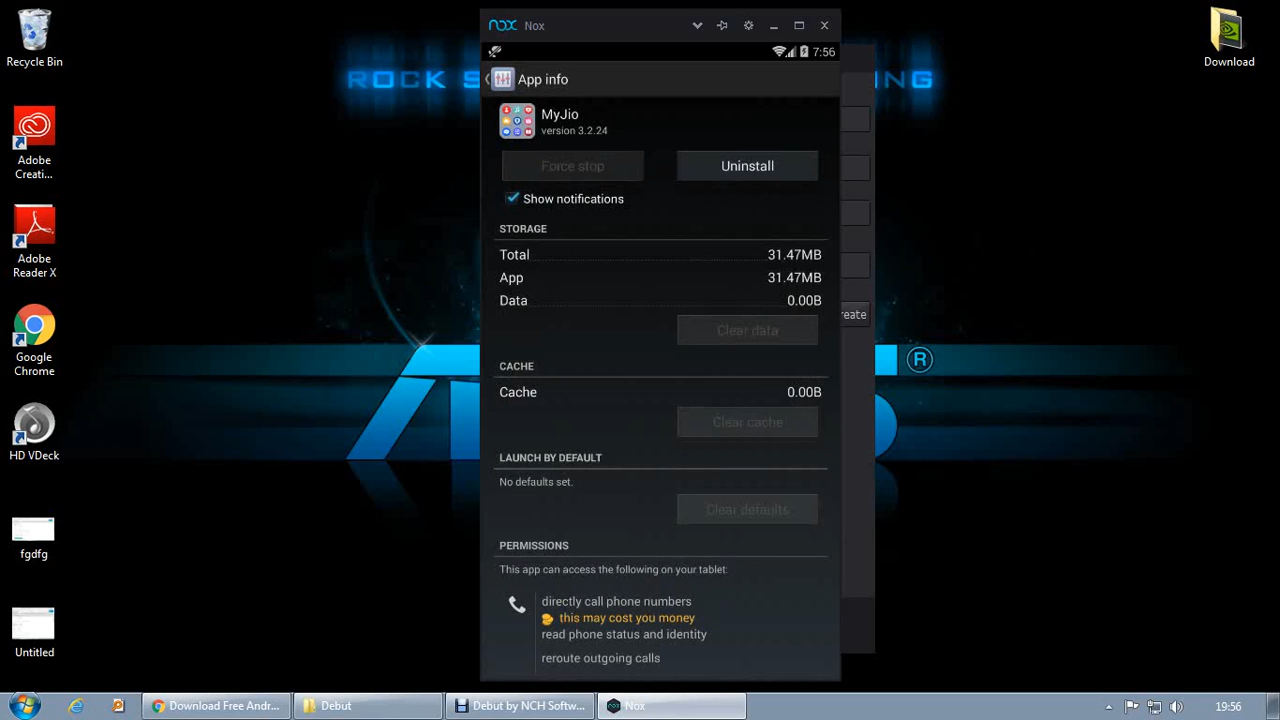 Recycle Bin
Adobe
Creati...
Adobe
Reader X
Google
Chrome
HD VDeck
fgdfg
Untitled
Download
ROCK S
NG
®
nox Nox
7:56
App info
MyJio
version 3.2.24
Force stop
Uninstall
Show notifications
STORAGE
Total 31.47MB
App 31.47MB
Data 0.00B
Clear data
CACHE
Cache 0.00B
Clear cache
LAUNCH BY DEFAULT
No defaults set.
Clear defaults
PERMISSIONS
This app can access the following on your tablet:
directly call phone numbers
this may cost you money
read phone status and identity
reroute outgoing calls
reate
Download Free Andr...
Debut
Debut by NCH Softw...
Nox
19:56